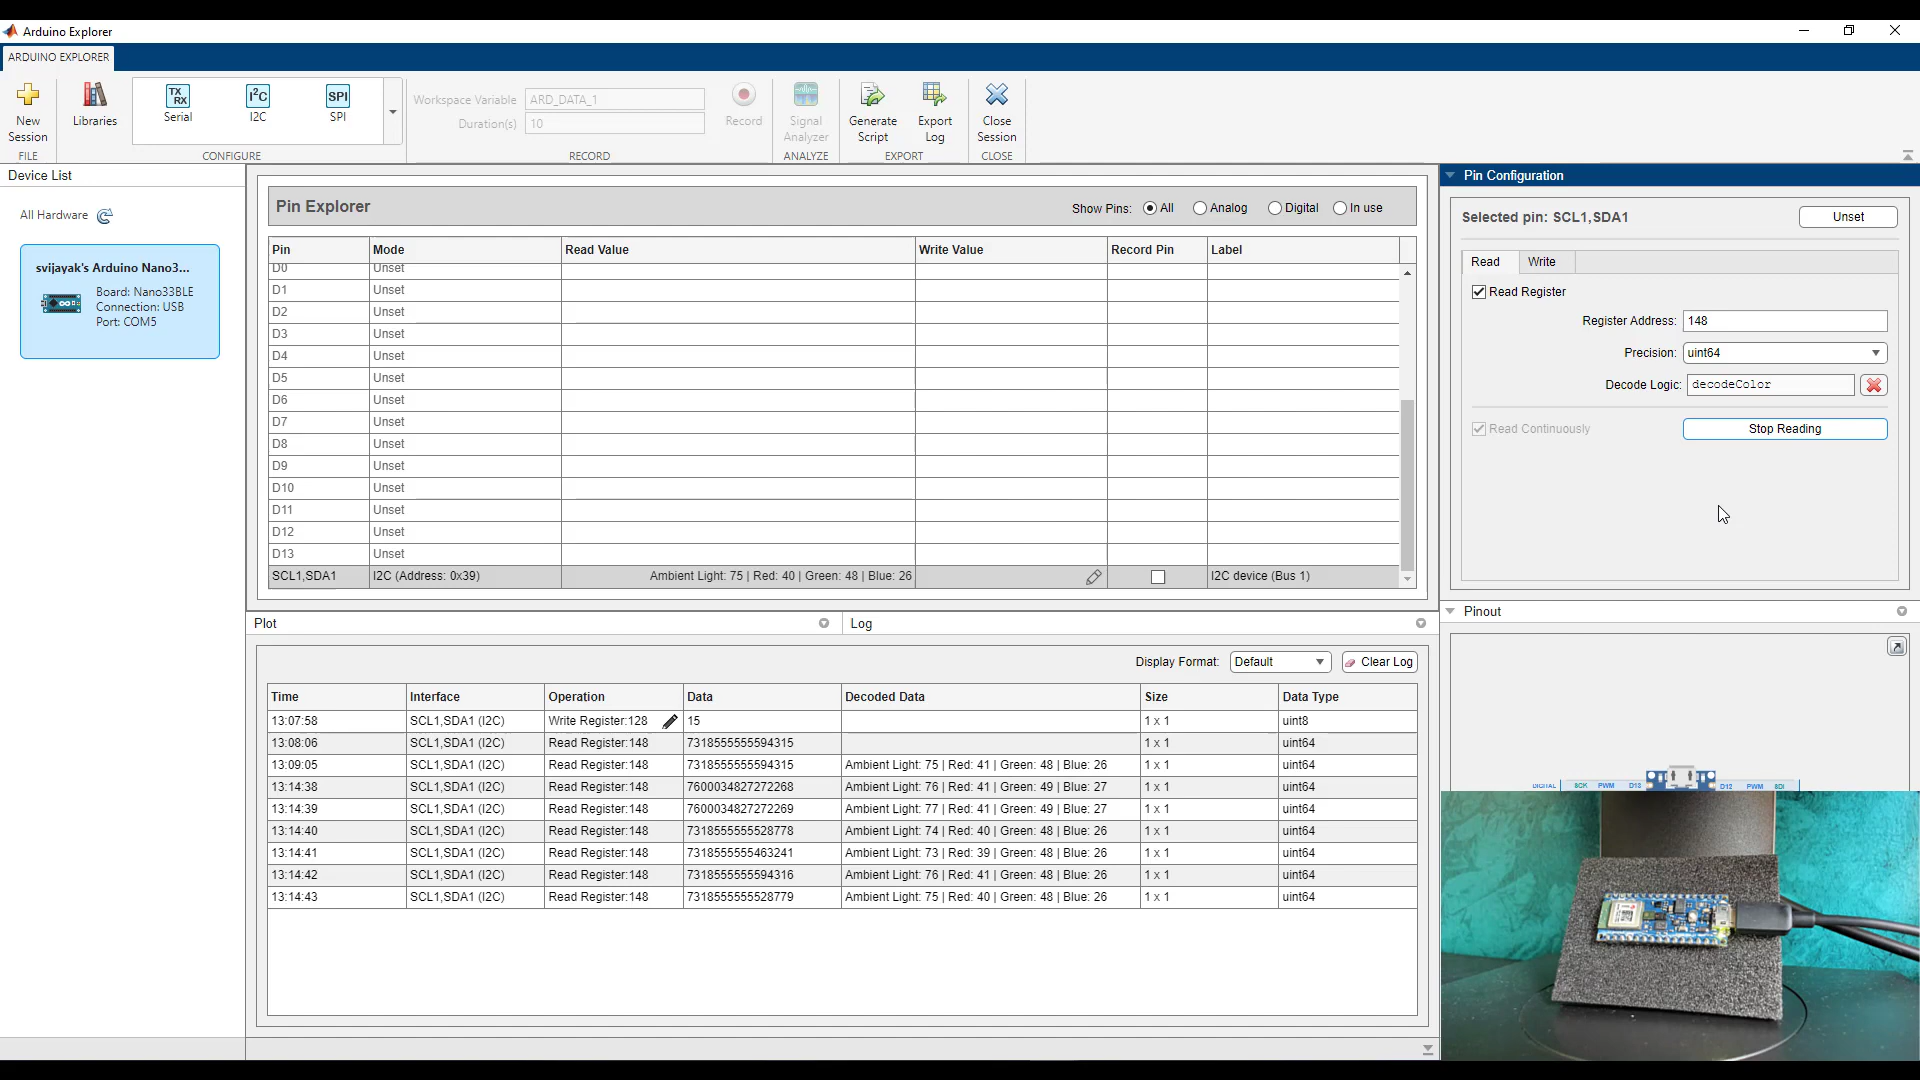 Arduino Explorer
ARDUINO EXPLORER
New Session
Libraries
Serial
I2C
SPI
Workspace Variable ARD_DATA_1
Duration(s) 10
Record
Signal Analyzer
Generate Script
Export Log
Close Session
FILE
CONFIGURE
RECORD
ANALYZE
EXPORT
CLOSE
Device List
All Hardware
svijayak's Arduino Nano3...
Board: Nano33BLE
Connection: USB
Port: COM5
Pin Explorer
Show Pins: All Analog Digital In use
Pin Mode Read Value Write Value Record Pin Label
D0 Unset
D1 Unset
D2 Unset
D3 Unset
D4 Unset
D5 Unset
D6 Unset
D7 Unset
D8 Unset
D9 Unset
D10 Unset
D11 Unset
D12 Unset
D13 Unset
SCL1,SDA1 I2C (Address: 0x39) Ambient Light: 75 | Red: 40 | Green: 48 | Blue: 26 I2C device (Bus 1)
Plot
Log
Display Format: Default Clear Log
Time Interface Operation Data Decoded Data Size Data Type
13:07:58 SCL1,SDA1 (I2C) Write Register:128 15 1 x 1 uint8
13:08:06 SCL1,SDA1 (I2C) Read Register:148 7318555555594315 1 x 1 uint64
13:09:05 SCL1,SDA1 (I2C) Read Register:148 7318555555594315 Ambient Light: 75 | Red: 41 | Green: 48 | Blue: 26 1 x 1 uint64
13:14:38 SCL1,SDA1 (I2C) Read Register:148 7600034827272268 Ambient Light: 76 | Red: 41 | Green: 49 | Blue: 27 1 x 1 uint64
13:14:39 SCL1,SDA1 (I2C) Read Register:148 7600034827272269 Ambient Light: 77 | Red: 41 | Green: 49 | Blue: 27 1 x 1 uint64
13:14:40 SCL1,SDA1 (I2C) Read Register:148 7318555555528778 Ambient Light: 74 | Red: 40 | Green: 48 | Blue: 26 1 x 1 uint64
13:14:41 SCL1,SDA1 (I2C) Read Register:148 7318555555463241 Ambient Light: 73 | Red: 39 | Green: 48 | Blue: 26 1 x 1 uint64
13:14:42 SCL1,SDA1 (I2C) Read Register:148 7318555555594316 Ambient Light: 76 | Red: 41 | Green: 48 | Blue: 26 1 x 1 uint64
13:14:43 SCL1,SDA1 (I2C) Read Register:148 7318555555528779 Ambient Light: 75 | Red: 40 | Green: 48 | Blue: 26 1 x 1 uint64
Pin Configuration
Selected pin: SCL1,SDA1 Unset
Read Write
Read Register
Register Address: 148
Precision: uint64
Decode Logic: decodeColor
Read Continuously Stop Reading
Pinout
DIGITAL SCK PWM D13 D12 PWM SDI